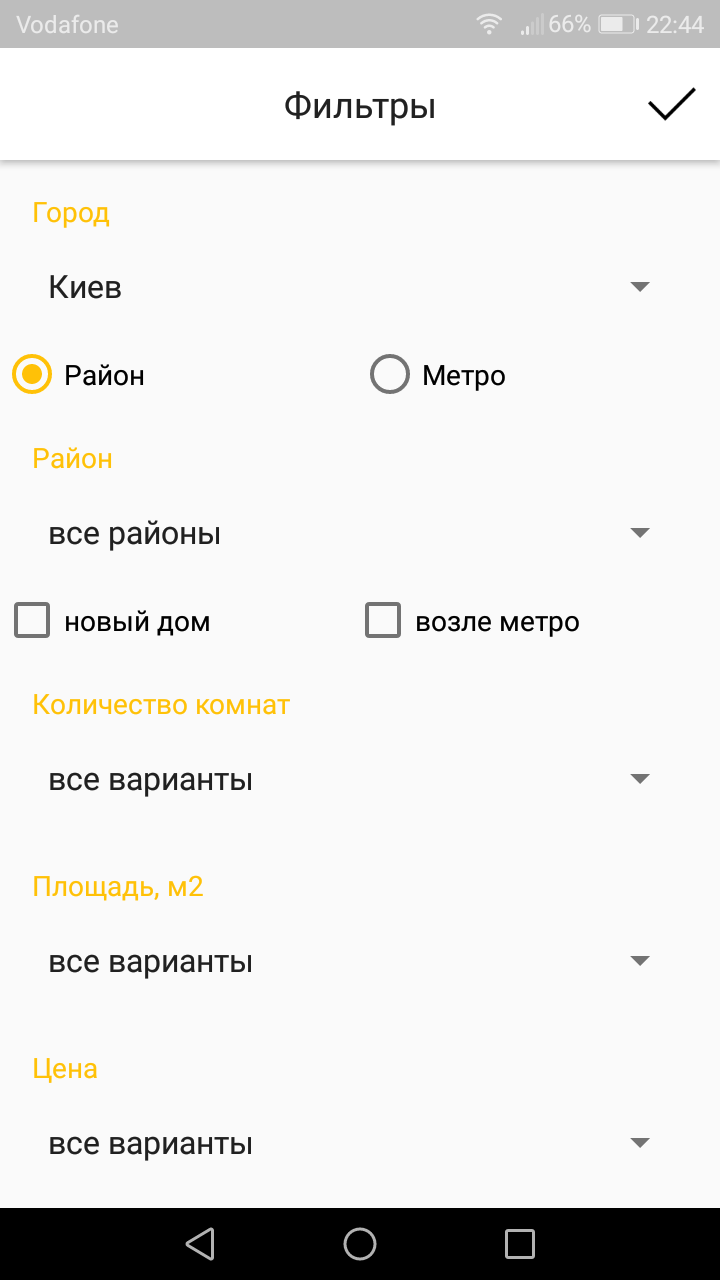 Vodafone 66% 22:44
Фильтры
Город
Киев
Район Метро
Район
все районы
новый дом возле метро
Количество комнат
все варианты
Площадь, м2
все варианты
Цена
все варианты